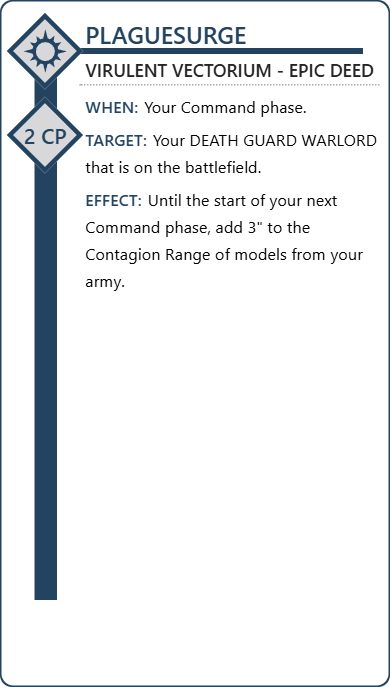 PLAGUESURGE
VIRULENT VECTORIUM - EPIC DEED
WHEN: Your Command phase.
2 CP
TARGET: Your DEATH GUARD WARLORD
that is on the battlefield.
EFFECT: Until the start of your next
Command phase, add 3" to the
Contagion Range of models from your
army.